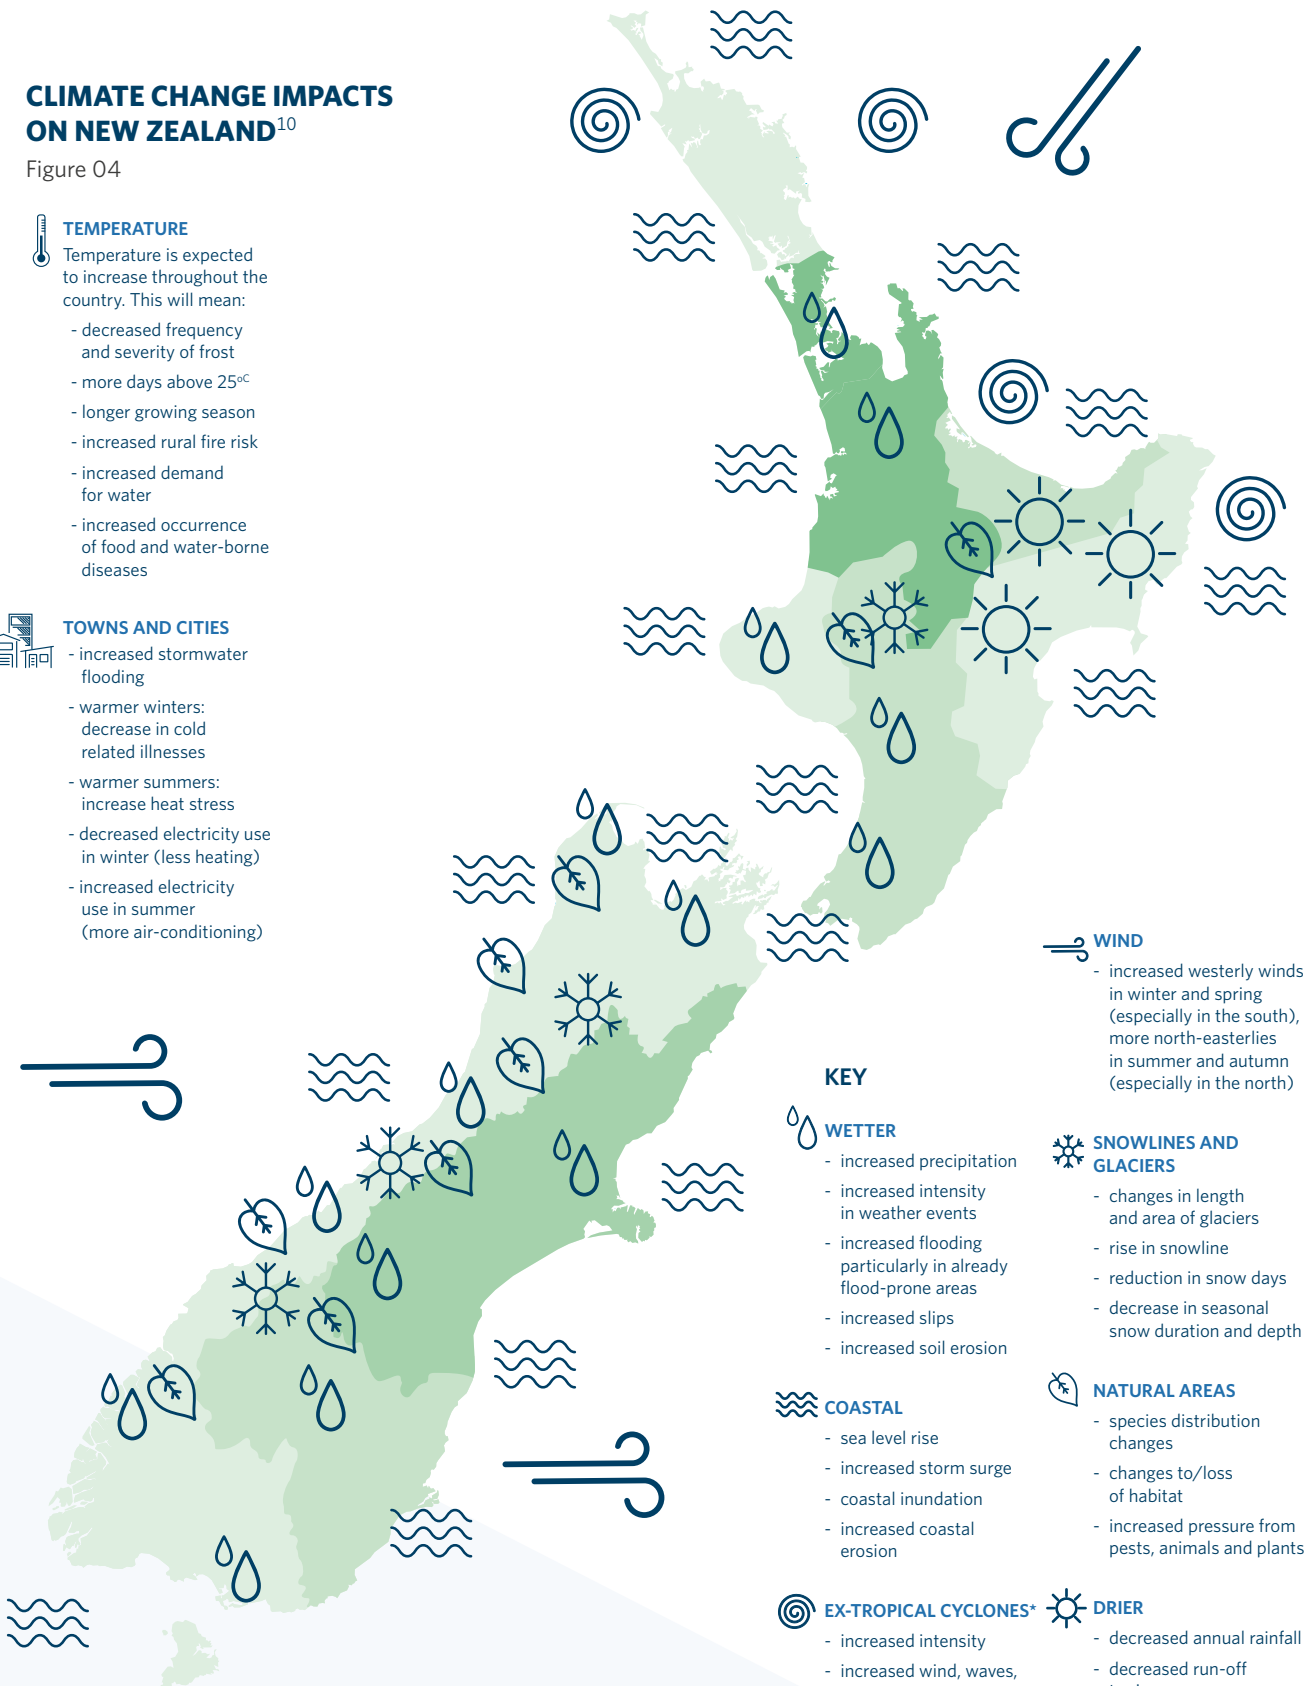 CLIMATE CHANGE IMPACTS
ON NEW ZEALAND10
Figure 04
TEMPERATURE
Temperature is expected
to increase throughout the
country. This will mean:
- decreased frequency
and severity of frost
- more days above 25oC
- longer growing season
- increased rural fire risk
- increased demand
for water
- increased occurrence
of food and water-borne
diseases
TOWNS AND CITIES
- increased stormwater
flooding
- warmer winters:
decrease in cold
related illnesses
- warmer summers:
increase heat stress
- decreased electricity use
in winter (less heating)
- increased electricity
use in summer
(more air-conditioning)
KEY
WETTER
- increased precipitation
- increased intensity
in weather events
- increased flooding
particularly in already
flood-prone areas
- increased slips
- increased soil erosion
COASTAL
- sea level rise
- increased storm surge
- coastal inundation
- increased coastal
erosion
EX-TROPICAL CYCLONES*
- increased intensity
- increased wind, waves,
WIND
- increased westerly winds
in winter and spring
(especially in the south),
more north-easterlies
in summer and autumn
(especially in the north)
SNOWLINES AND
GLACIERS
- changes in length
and area of glaciers
- rise in snowline
- reduction in snow days
- decrease in seasonal
snow duration and depth
NATURAL AREAS
- species distribution
changes
- changes to/loss
of habitat
- increased pressure from
pests, animals and plants
DRIER
- decreased annual rainfall
- decreased run-off